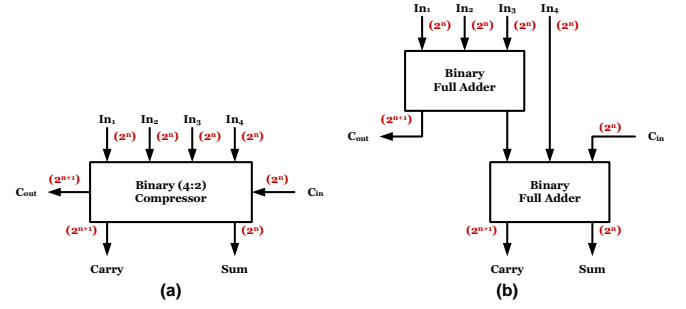 In₁ In₂ In₃ In₄
(2ⁿ) (2ⁿ) (2ⁿ) (2ⁿ)
Binary (4:2)
Compressor
Cout (2ⁿ⁺¹)
(2ⁿ) Cin
(2ⁿ⁺¹) (2ⁿ)
Carry Sum
(a)
In₁ In₂ In₃ In₄
(2ⁿ) (2ⁿ) (2ⁿ) (2ⁿ)
Binary
Full Adder
(2ⁿ⁺¹)
Cout
(2ⁿ)
Cin
Binary
Full Adder
(2ⁿ⁺¹) (2ⁿ)
Carry Sum
(b)